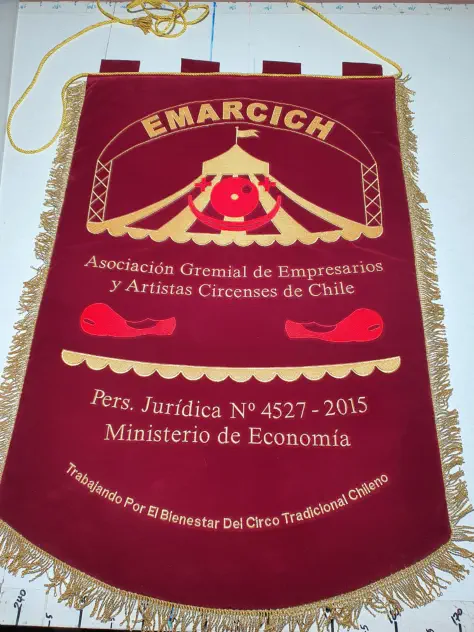 EMARCICH
Asociación Gremial de Empresarios
y Artistas Circenses de Chile
Pers. Jurídica Nº 4527 - 2015
Ministerio de Economía
Trabajando Por El Bienestar Del Circo Tradicional Chileno
240